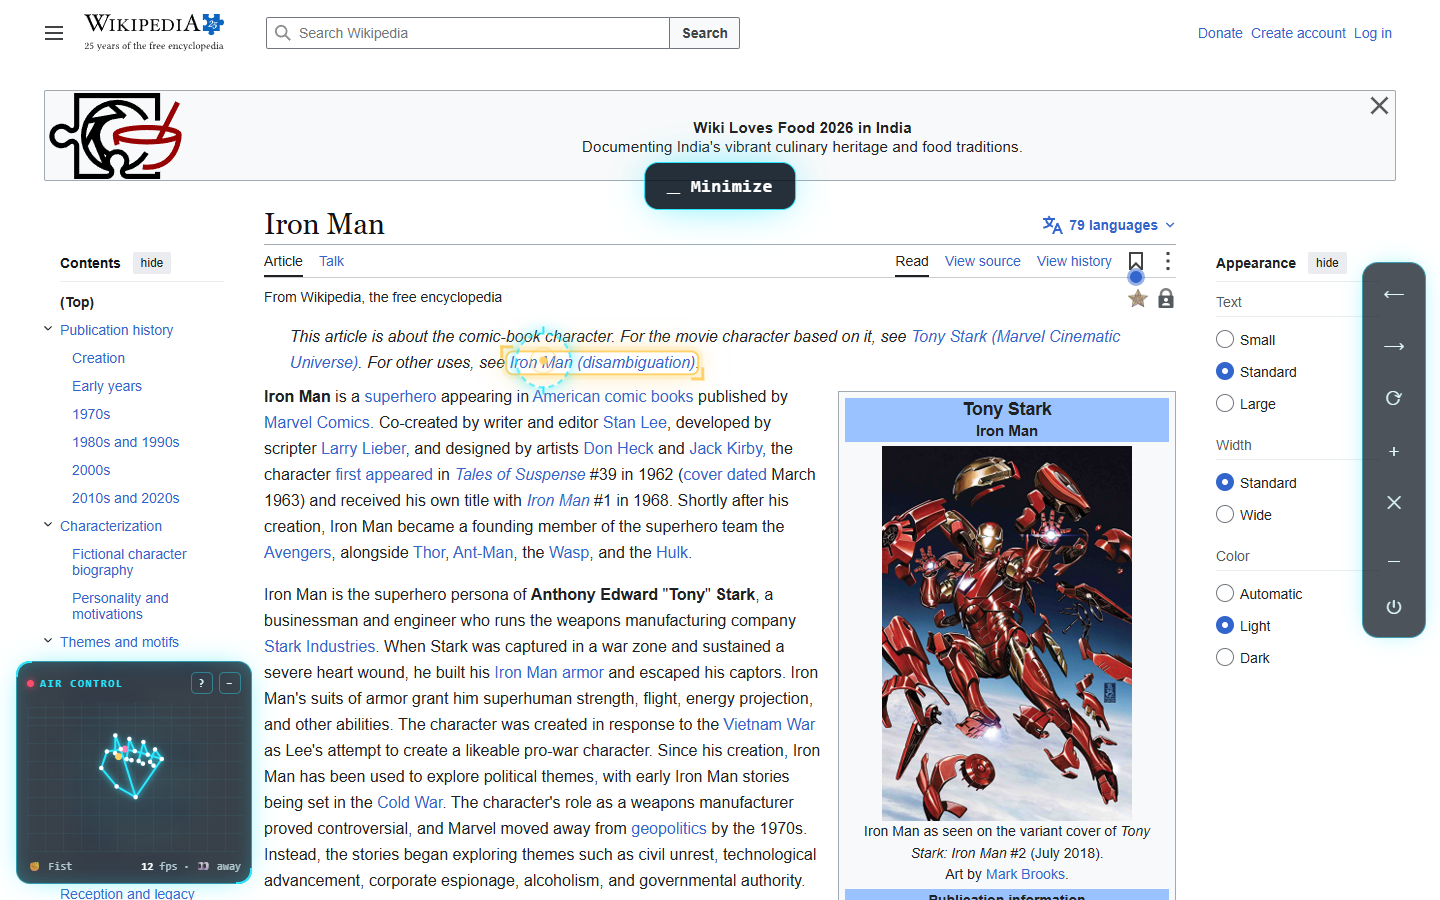 WIKIPEDIA 25
25 years of the free encyclopedia
Search Wikipedia
Search
Donate Create account Log in
Wiki Loves Food 2026 in India
Documenting India's vibrant culinary heritage and food traditions.
_ Minimize
Iron Man
79 languages
Contents hide
(Top)
Publication history
Creation
Early years
1970s
1980s and 1990s
2000s
2010s and 2020s
Characterization
Fictional character
biography
Personality and
motivations
Themes and motifs
Reception and legacy
Article Talk
Read View source View history
From Wikipedia, the free encyclopedia
This article is about the comic-book character. For the movie character based on it, see Tony Stark (Marvel Cinematic
Universe). For other uses, see Iron Man (disambiguation).
Iron Man is a superhero appearing in American comic books published by
Marvel Comics. Co-created by writer and editor Stan Lee, developed by
scripter Larry Lieber, and designed by artists Don Heck and Jack Kirby, the
character first appeared in Tales of Suspense #39 in 1962 (cover dated March
1963) and received his own title with Iron Man #1 in 1968. Shortly after his
creation, Iron Man became a founding member of the superhero team the
Avengers, alongside Thor, Ant-Man, the Wasp, and the Hulk.
Iron Man is the superhero persona of Anthony Edward "Tony" Stark, a
businessman and engineer who runs the weapons manufacturing company
Stark Industries. When Stark was captured in a war zone and sustained a
severe heart wound, he built his Iron Man armor and escaped his captors. Iron
Man's suits of armor grant him superhuman strength, flight, energy projection,
and other abilities. The character was created in response to the Vietnam War
as Lee's attempt to create a likeable pro-war character. Since his creation, Iron
Man has been used to explore political themes, with early Iron Man stories
being set in the Cold War. The character's role as a weapons manufacturer
proved controversial, and Marvel moved away from geopolitics by the 1970s.
Instead, the stories began exploring themes such as civil unrest, technological
advancement, corporate espionage, alcoholism, and governmental authority.
Tony Stark
Iron Man
Iron Man as seen on the variant cover of Tony
Stark: Iron Man #2 (July 2018).
Art by Mark Brooks.
Publication information
Appearance hide
Text
Small
Standard
Large
Width
Standard
Wide
Color
Automatic
Light
Dark
AIR CONTROL ? –
Fist 12 fps · away